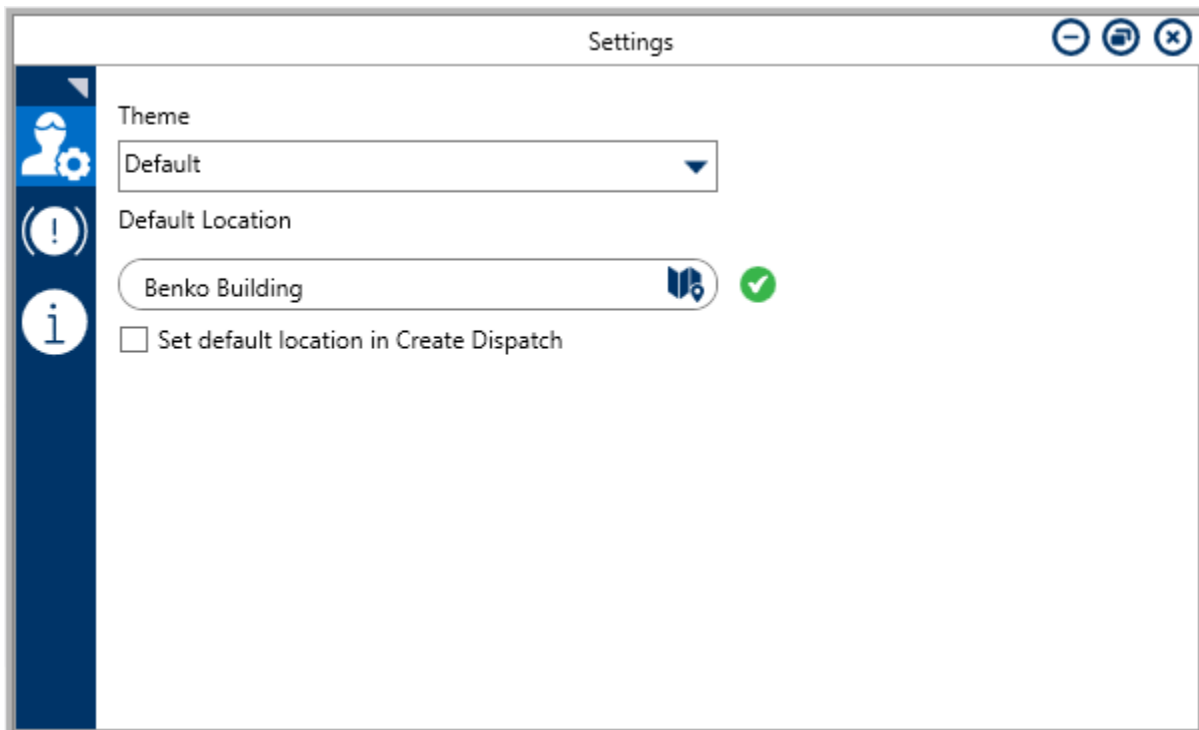 Settings
Theme
Default
Default Location
Benko Building
Set default location in Create Dispatch